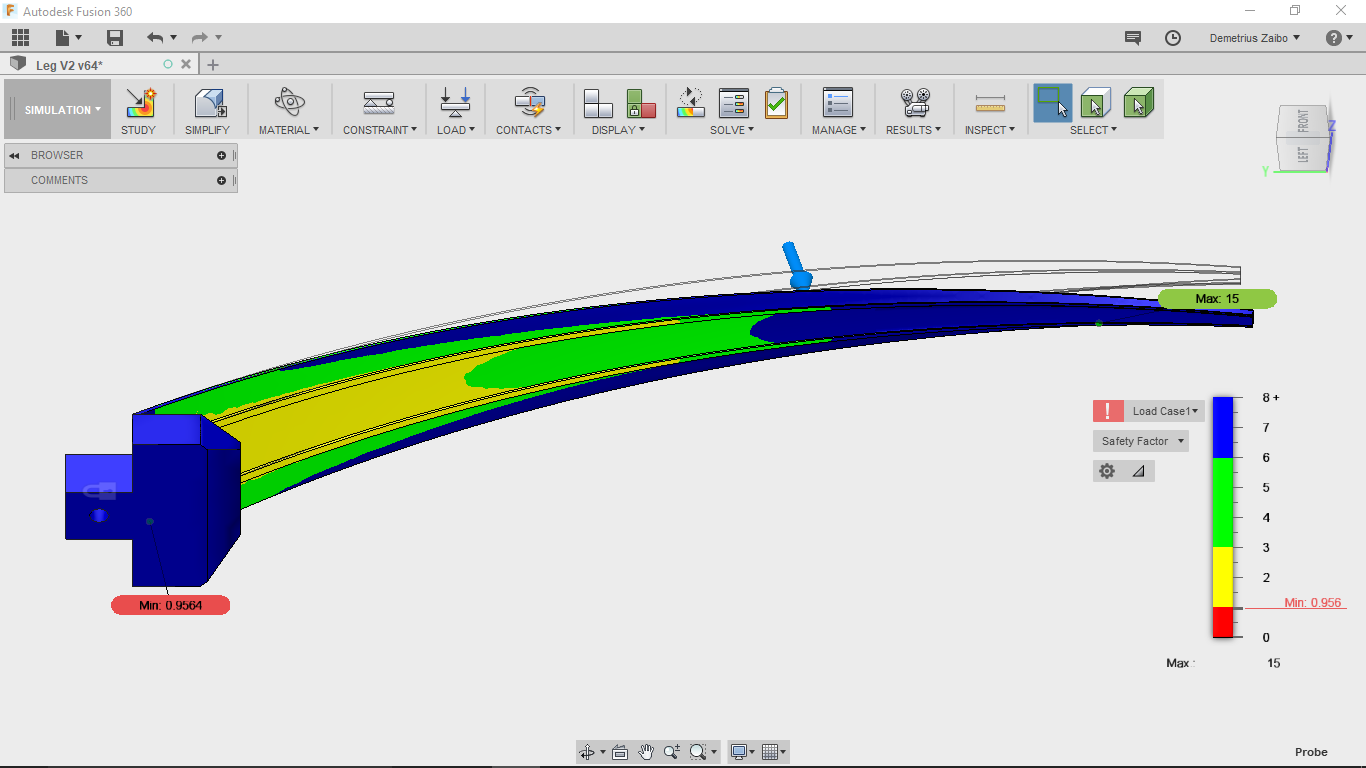 Autodesk Fusion 360
Demetrius Zaibo
Leg V2 v64*
SIMULATION
STUDY
SIMPLIFY
MATERIAL
CONSTRAINT
LOAD
CONTACTS
DISPLAY
SOLVE
MANAGE
RESULTS
INSPECT
SELECT
FRONT
LEFT
Z
Y
BROWSER
COMMENTS
Max: 15
Load Case1
Safety Factor
8 +
7
6
5
4
3
2
Min: 0.956
0
Max :
15
Min: 0.9564
Probe